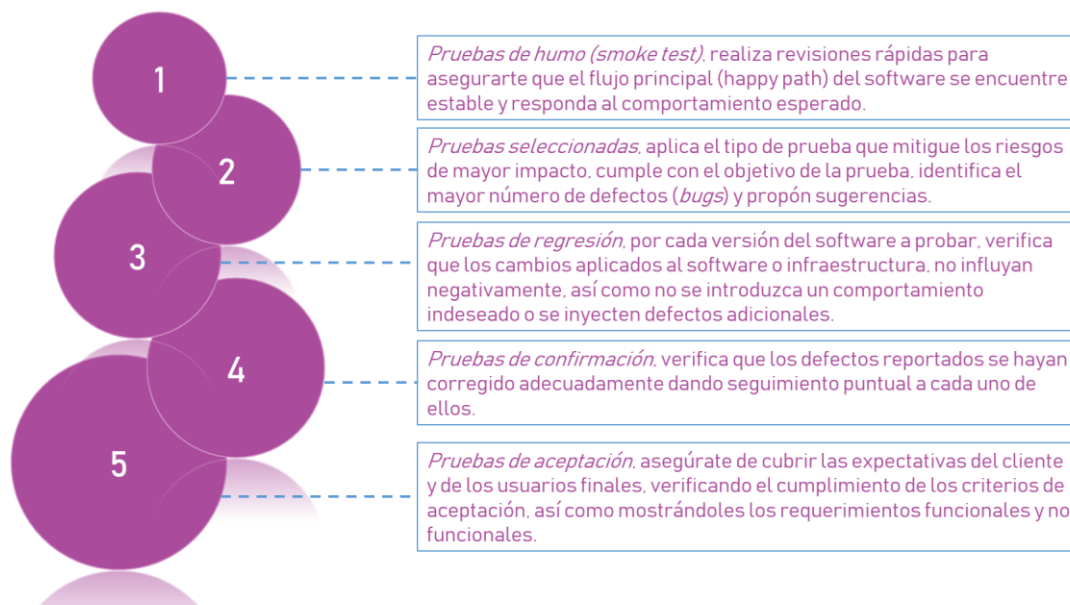 1
Pruebas de humo (smoke test), realiza revisiones rápidas para
asegurarte que el flujo principal (happy path) del software se encuentre
estable y responda al comportamiento esperado.
2
Pruebas seleccionadas, aplica el tipo de prueba que mitigue los riesgos
de mayor impacto, cumple con el objetivo de la prueba, identifica el
mayor número de defectos (bugs) y propón sugerencias.
3
Pruebas de regresión, por cada versión del software a probar, verifica
que los cambios aplicados al software o infraestructura, no influyan
negativamente, así como no se introduzca un comportamiento
indeseado o se inyecten defectos adicionales.
4
Pruebas de confirmación, verifica que los defectos reportados se hayan
corregido adecuadamente dando seguimiento puntual a cada uno de
ellos.
5
Pruebas de aceptación, asegúrate de cubrir las expectativas del cliente
y de los usuarios finales, verificando el cumplimiento de los criterios de
aceptación, así como mostrándoles los requerimientos funcionales y no
funcionales.